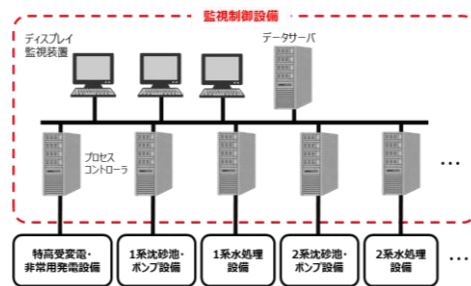 監視制御設備
ディスプレイ
監視装置
データサーバ
プロセス
コントローラ
…
特高受変電・
非常用発電設備
1系沈砂池・
ポンプ設備
1系水処理
設備
2系沈砂池・
ポンプ設備
2系水処理
設備
…